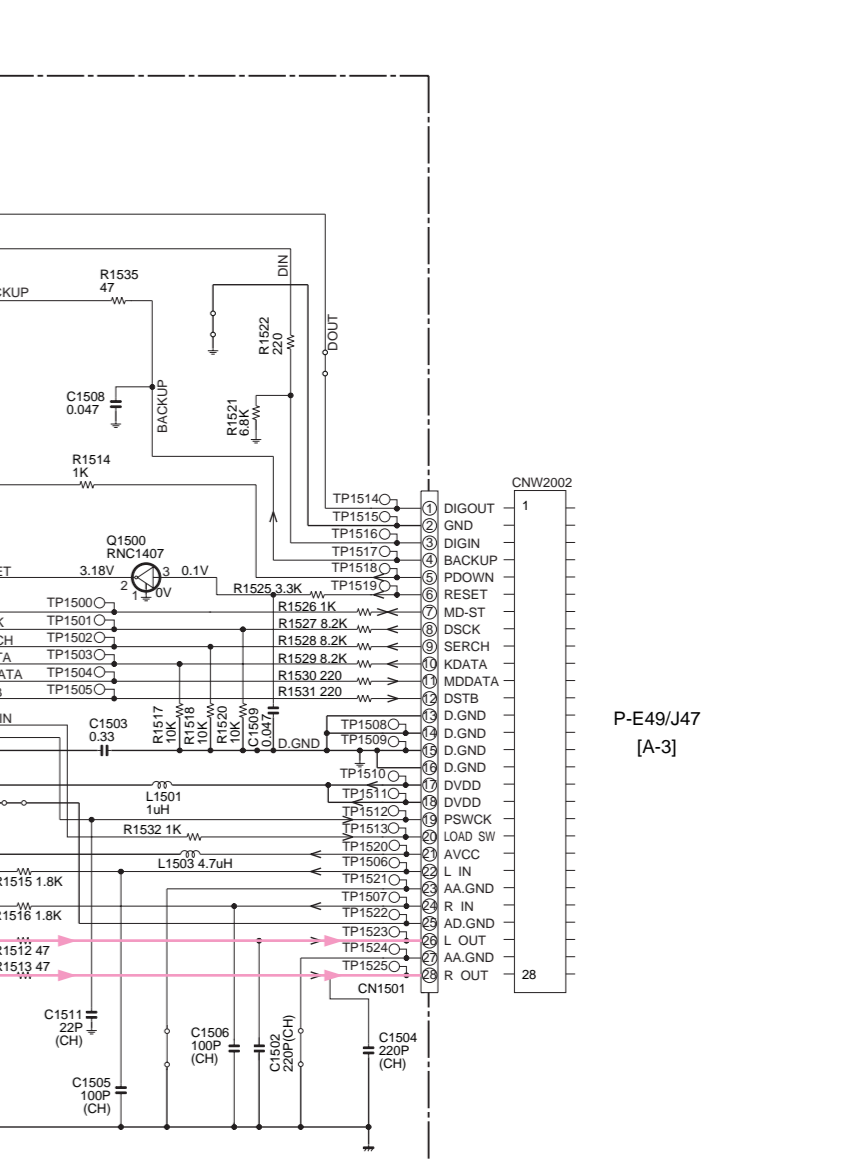 DIN
R1535
47
CKUP
R1522
220
DOUT
C1508
0.047
BACKUP
R1521
6.8K
R1514
1K
CNW2002
TP1514 1 DIGOUT 1
TP1515 2 GND
TP1516 3 DIGIN
Q1500
RNC1407
TP1517 4 BACKUP
ET 3.18V 2 1 3 0.1V 0V
TP1518 5 PDOWN
R1525 3.3K TP1519 6 RESET
TP1500 R1526 1K 7 MD-ST
K TP1501 R1527 8.2K 8 DSCK
CH TP1502 R1528 8.2K 9 SERCH
TA TP1503 R1529 8.2K 10 KDATA
ATA TP1504 R1530 220 11 MDDATA
TP1505 R1531 220 12 DSTB
IN
C1503
0.33
R1517
10K
R1518
10K
R1520
10K
C1509
0.047
D.GND
13 D.GND
TP1508 14 D.GND
TP1509 15 D.GND
16 D.GND
P-E49/J47
[A-3]
TP1510 17 DVDD
L1501
1uH
TP1511 18 DVDD
TP1512 19 PSWCK
R1532 1K TP1513 20 LOAD SW
L1503 4.7uH TP1520 21 AVCC
R1515 1.8K TP1506 22 L IN
TP1521 23 AA.GND
R1516 1.8K TP1507 24 R IN
TP1522 25 AD.GND
R1512 47 TP1523 26 L OUT
TP1524 27 AA.GND
R1513 47 TP1525 28 R OUT 28
CN1501
C1511
22P
(CH)
C1506
100P
(CH)
C1502
220P(CH)
C1504
220P
(CH)
C1505
100P
(CH)